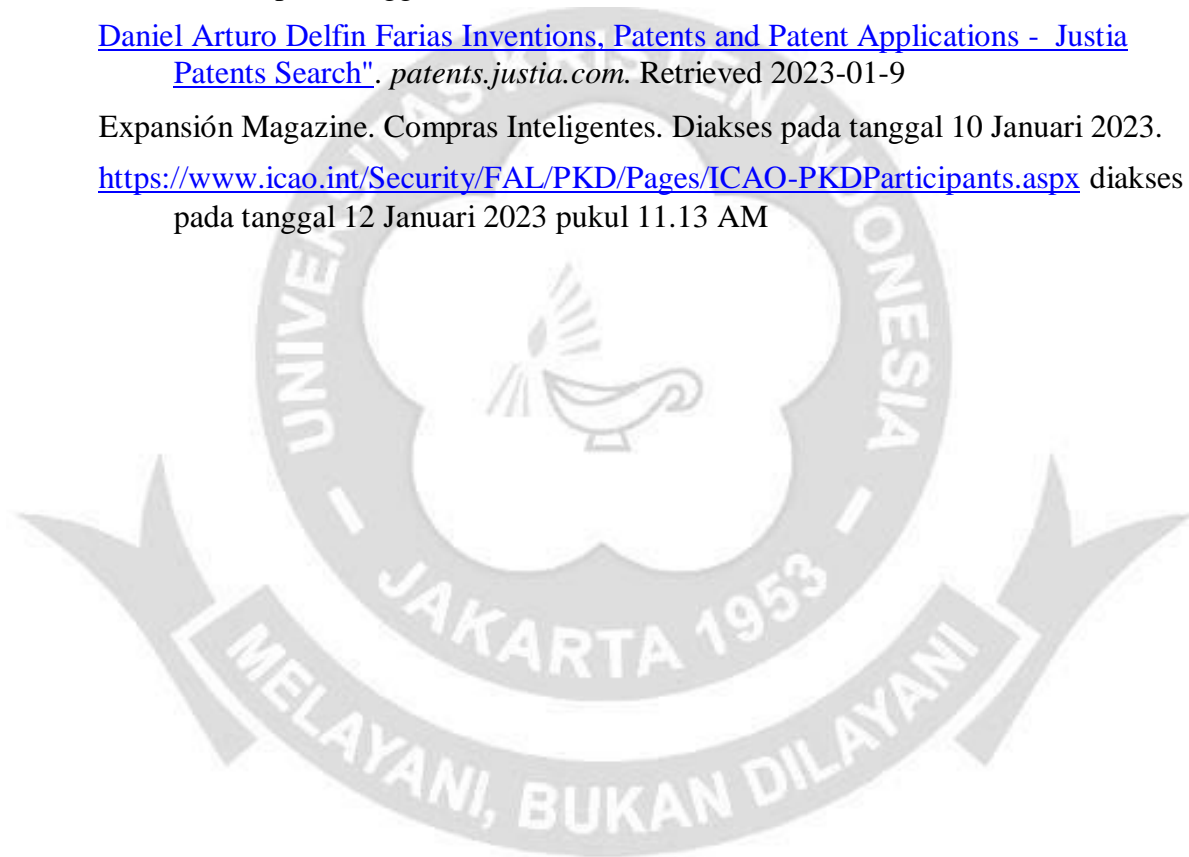 Daniel Arturo Delfin Farias Inventions, Patents and Patent Applications - Justia
Patents Search". patents.justia.com. Retrieved 2023-01-9
Expansión Magazine. Compras Inteligentes. Diakses pada tanggal 10 Januari 2023.
https://www.icao.int/Security/FAL/PKD/Pages/ICAO-PKDParticipants.aspx diakses
pada tanggal 12 Januari 2023 pukul 11.13 AM
UNIVERSITAS KRISTEN INDONESIA
- JAKARTA 1953 -
MELAYANI, BUKAN DILAYANI